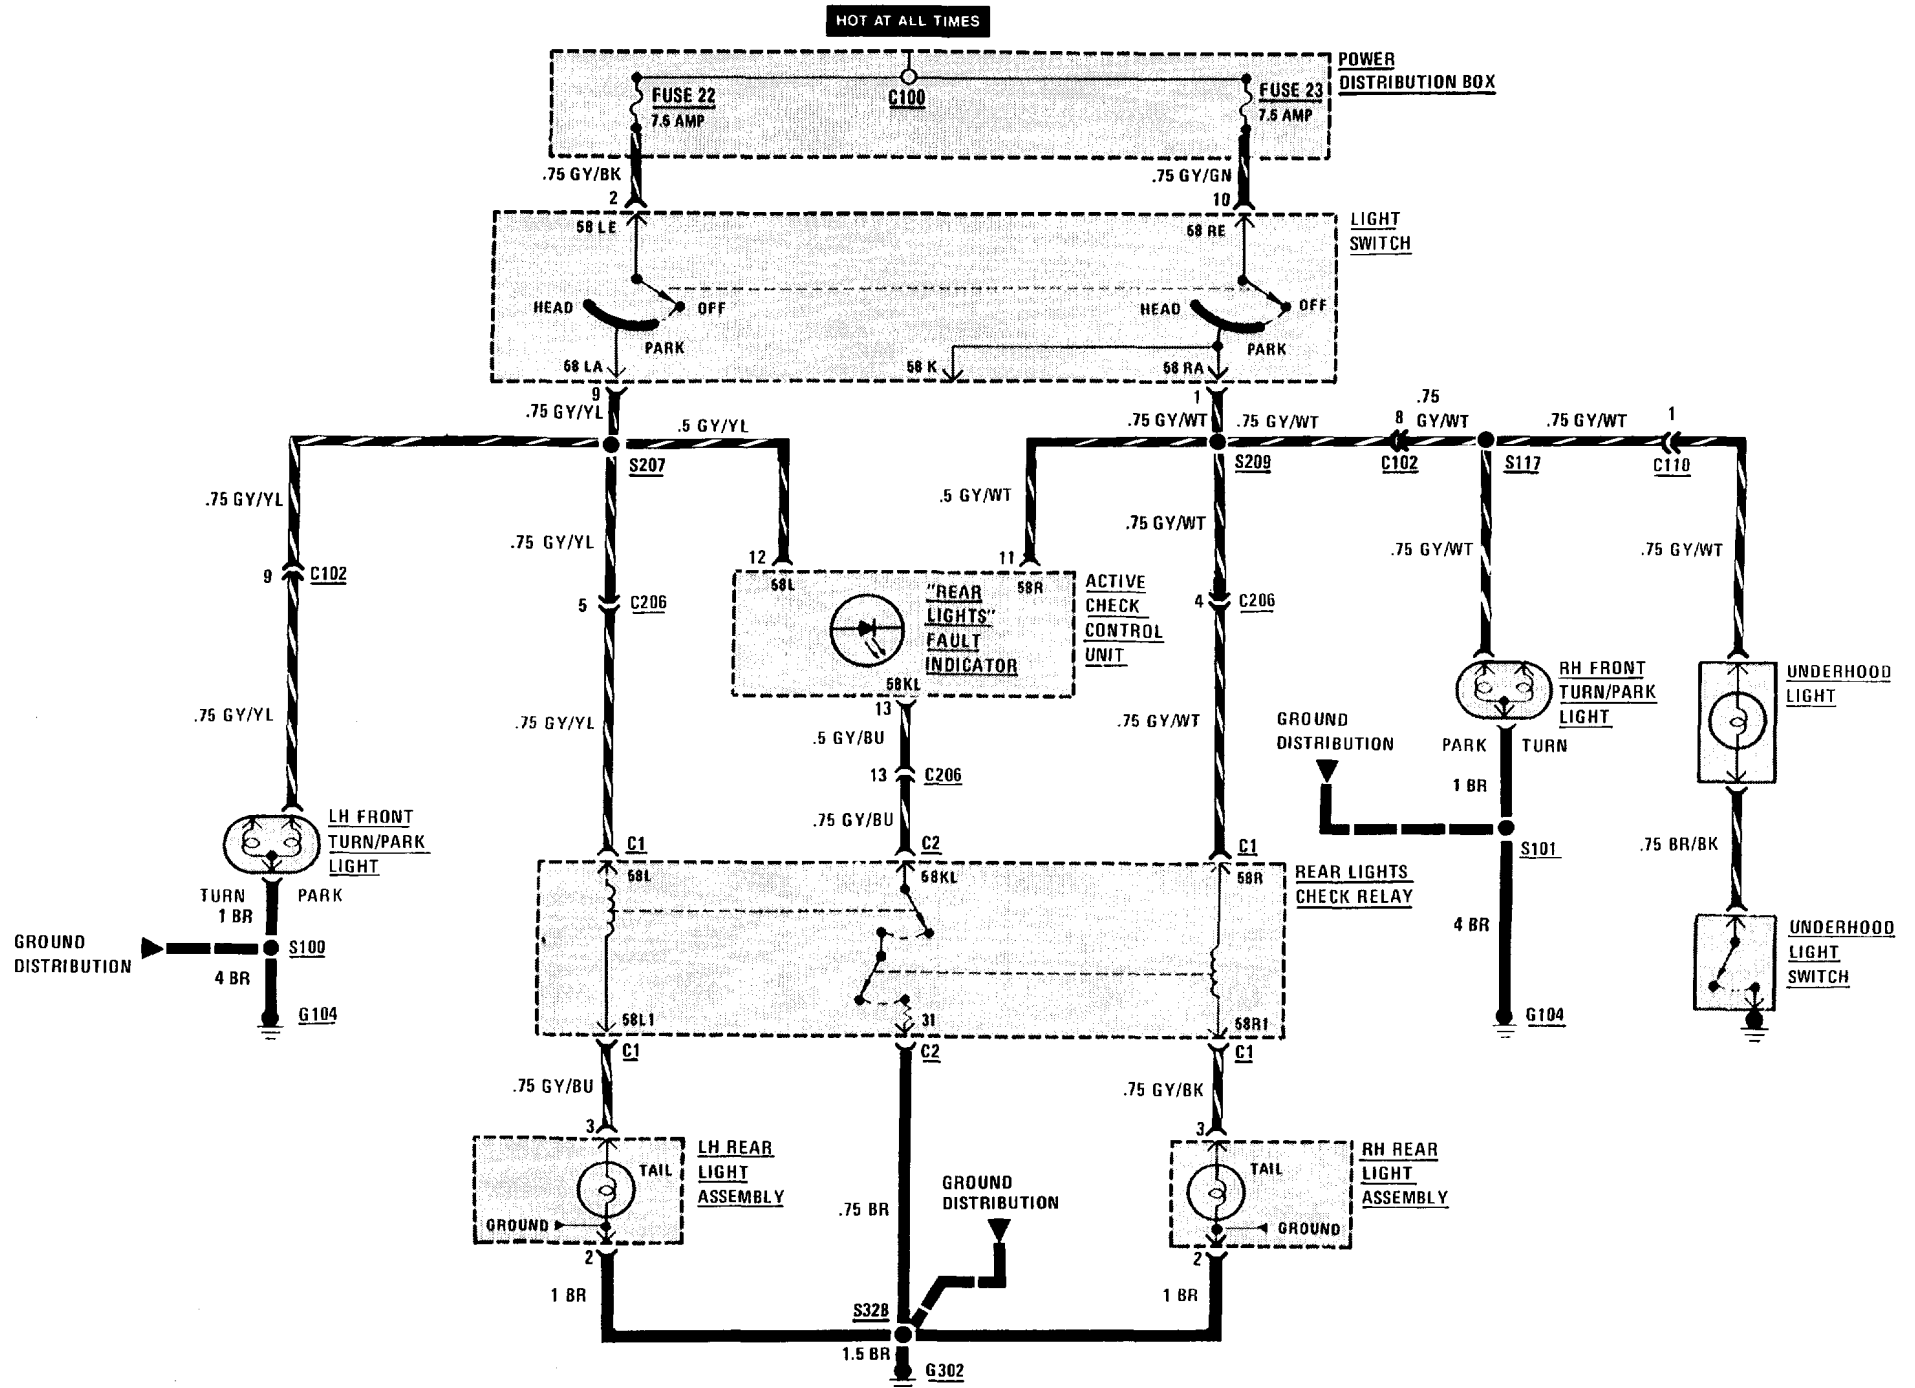 HOT AT ALL TIMES
POWER
DISTRIBUTION BOX
FUSE 22
7.5 AMP
C100
FUSE 23
7.5 AMP
.75 GY/BK
2
.75 GY/GN
10
LIGHT
SWITCH
58 LE
58 RE
HEAD
OFF
PARK
HEAD
OFF
PARK
58 LA
58 K
58 RA
9
.75 GY/YL
.5 GY/YL
S207
1
.75 GY/WT
.75 GY/WT
S209
8
C102
.75
GY/WT
S117
.75 GY/WT
1
C110
.75 GY/YL
9
C102
.75 GY/YL
.75 GY/YL
5
C206
.75 GY/YL
12
.5 GY/WT
11
.75 GY/WT
4
C206
.75 GY/WT
.75 GY/WT
.75 GY/WT
58L
"REAR
LIGHTS"
FAULT
INDICATOR
58R
58KL
ACTIVE
CHECK
CONTROL
UNIT
13
.5 GY/BU
13
C206
.75 GY/BU
RH FRONT
TURN/PARK
LIGHT
PARK
TURN
1 BR
GROUND
DISTRIBUTION
S101
4 BR
G104
UNDERHOOD
LIGHT
.75 BR/BK
UNDERHOOD
LIGHT
SWITCH
LH FRONT
TURN/PARK
LIGHT
TURN
PARK
1 BR
GROUND
DISTRIBUTION
S100
4 BR
G104
C1
C2
C1
58L
58KL
58R
REAR LIGHTS
CHECK RELAY
58L1
31
58R1
C1
C2
C1
.75 GY/BU
3
.75 GY/BK
3
TAIL
GROUND
LH REAR
LIGHT
ASSEMBLY
2
1 BR
.75 BR
GROUND
DISTRIBUTION
TAIL
GROUND
RH REAR
LIGHT
ASSEMBLY
2
1 BR
S328
1.5 BR
G302